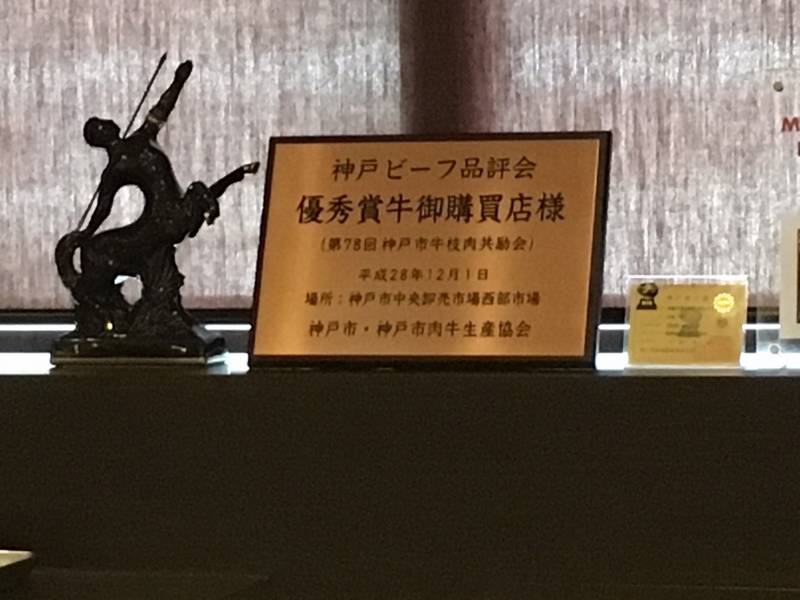 神戸ビーフ品評会
優秀賞牛御購買店様
(第78回神戸市牛枝肉共励会)
平成28年12月1日
場所：神戸市中央卸売市場西部市場
神戸市・神戸市肉牛生産協会